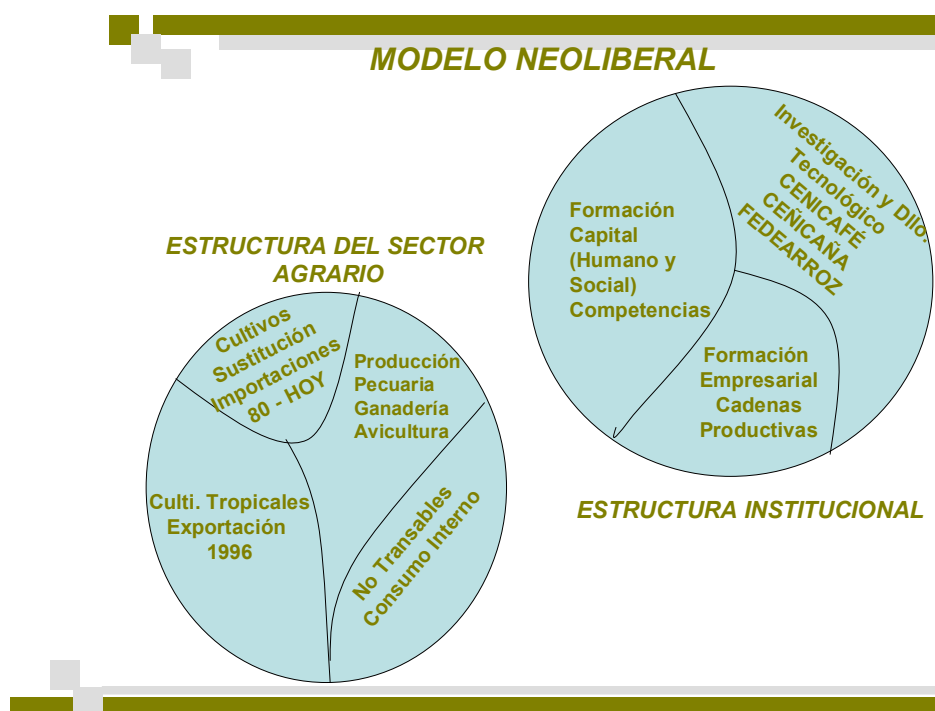 MODELO NEOLIBERAL
Investigación y Dllo.
Tecnológico
CENICAFÉ
CEÑICAÑA
FEDEARROZ
Formación
Capital
(Humano y
Social)
Competencias
Formación
Empresarial
Cadenas
Productivas
ESTRUCTURA INSTITUCIONAL
ESTRUCTURA DEL SECTOR
AGRARIO
Cultivos
Sustitución
Importaciones
80 - HOY
Producción
Pecuaria
Ganadería
Avicultura
Culti. Tropicales
Exportación
1996
No Transables
Consumo Interno